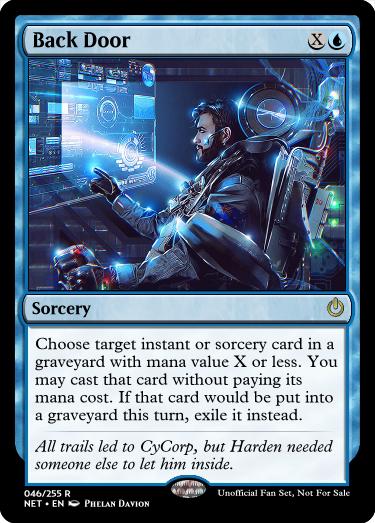 Back Door
X
Sorcery
Choose target instant or sorcery card in a
graveyard with mana value X or less. You
may cast that card without paying its
mana cost. If that card would be put into
a graveyard this turn, exile it instead.
All trails led to CyCorp, but Harden needed
someone else to let him inside.
046/255 R
NET • EN Phelan Davion
Unofficial Fan Set, Not For Sale